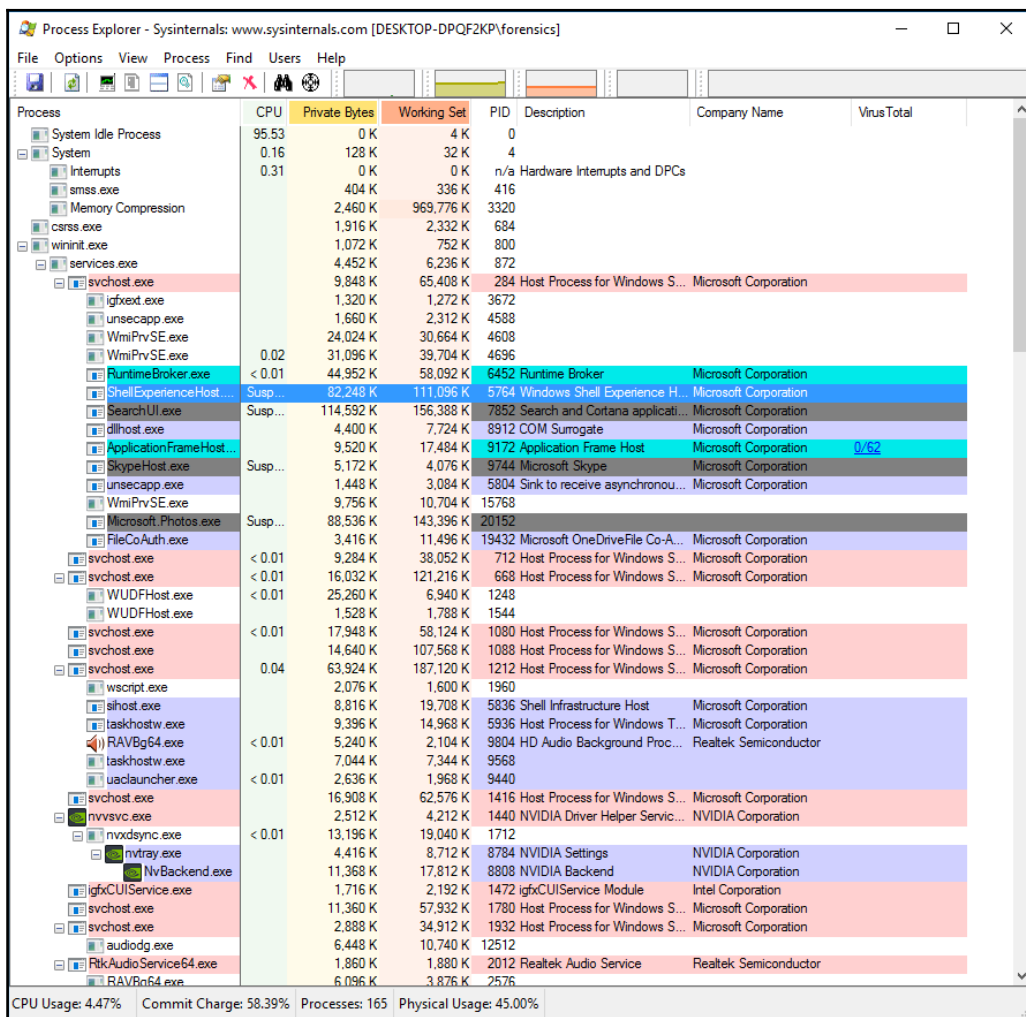 Process Explorer - Sysinternals: www.sysinternals.com [DESKTOP-DPQF2KP\forensics]
File Options View Process Find Users Help
Process CPU Private Bytes Working Set PID Description Company Name VirusTotal
System Idle Process 95.53 0 K 4 K 0
System 0.16 128 K 32 K 4
Interrupts 0.31 0 K 0 K n/a Hardware Interrupts and DPCs
smss.exe 404 K 336 K 416
Memory Compression 2,460 K 969,776 K 3320
csrss.exe 1,916 K 2,332 K 684
wininit.exe 1,072 K 752 K 800
services.exe 4,452 K 6,236 K 872
svchost.exe 9,848 K 65,408 K 284 Host Process for Windows S... Microsoft Corporation
igfxext.exe 1,320 K 1,272 K 3672
unsecapp.exe 1,660 K 2,312 K 4588
WmiPrvSE.exe 24,024 K 30,664 K 4608
WmiPrvSE.exe 0.02 31,096 K 39,704 K 4696
RuntimeBroker.exe < 0.01 44,952 K 58,092 K 6452 Runtime Broker Microsoft Corporation
ShellExperienceHost.... Susp... 82,248 K 111,096 K 5764 Windows Shell Experience H... Microsoft Corporation
SearchUI.exe Susp... 114,592 K 156,388 K 7852 Search and Cortana applicati... Microsoft Corporation
dllhost.exe 4,400 K 7,724 K 8912 COM Surrogate Microsoft Corporation
ApplicationFrameHost... 9,520 K 17,484 K 9172 Application Frame Host Microsoft Corporation 0/62
SkypeHost.exe Susp... 5,172 K 4,076 K 9744 Microsoft Skype Microsoft Corporation
unsecapp.exe 1,448 K 3,084 K 5804 Sink to receive asynchronou... Microsoft Corporation
WmiPrvSE.exe 9,756 K 10,704 K 15768
Microsoft.Photos.exe Susp... 88,536 K 143,396 K 20152
FileCoAuth.exe 3,416 K 11,496 K 19432 Microsoft OneDriveFile Co-A... Microsoft Corporation
svchost.exe < 0.01 9,284 K 38,052 K 712 Host Process for Windows S... Microsoft Corporation
svchost.exe < 0.01 16,032 K 121,216 K 668 Host Process for Windows S... Microsoft Corporation
WUDFHost.exe < 0.01 25,260 K 6,940 K 1248
WUDFHost.exe 1,528 K 1,788 K 1544
svchost.exe < 0.01 17,948 K 58,124 K 1080 Host Process for Windows S... Microsoft Corporation
svchost.exe 14,640 K 107,568 K 1088 Host Process for Windows S... Microsoft Corporation
svchost.exe 0.04 63,924 K 187,120 K 1212 Host Process for Windows S... Microsoft Corporation
wscript.exe 2,076 K 1,600 K 1960
sihost.exe 8,816 K 19,708 K 5836 Shell Infrastructure Host Microsoft Corporation
taskhostw.exe 9,396 K 14,968 K 5936 Host Process for Windows T... Microsoft Corporation
RAVBg64.exe < 0.01 5,240 K 2,104 K 9804 HD Audio Background Proc... Realtek Semiconductor
taskhostw.exe 7,044 K 7,344 K 9568
uaclauncher.exe < 0.01 2,636 K 1,968 K 9440
svchost.exe 16,908 K 62,576 K 1416 Host Process for Windows S... Microsoft Corporation
nvvsvc.exe 2,512 K 4,212 K 1440 NVIDIA Driver Helper Servic... NVIDIA Corporation
nvxdsync.exe < 0.01 13,196 K 19,040 K 1712
nvtray.exe 4,416 K 8,712 K 8784 NVIDIA Settings NVIDIA Corporation
NvBackend.exe 11,368 K 17,812 K 8808 NVIDIA Backend NVIDIA Corporation
igfxCUIService.exe 1,716 K 2,192 K 1472 igfxCUIService Module Intel Corporation
svchost.exe 11,360 K 57,932 K 1780 Host Process for Windows S... Microsoft Corporation
svchost.exe 2,888 K 34,912 K 1932 Host Process for Windows S... Microsoft Corporation
audiodg.exe 6,448 K 10,740 K 12512
RtkAudioService64.exe 1,860 K 1,880 K 2012 Realtek Audio Service Realtek Semiconductor
RAVBg64.exe 6,096 K 3,876 K 2576
CPU Usage: 4.47% Commit Charge: 58.39% Processes: 165 Physical Usage: 45.00%